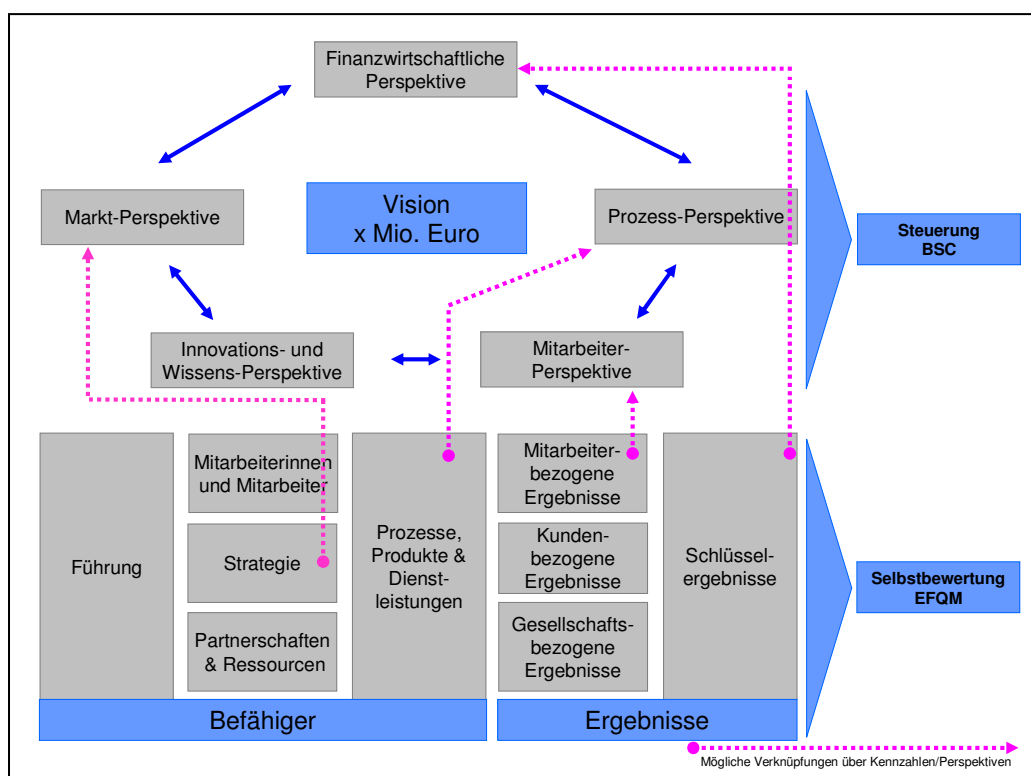 Finanzwirtschaftliche
Perspektive
Markt-Perspektive
Vision
x Mio. Euro
Prozess-Perspektive
Steuerung
BSC
Innovations- und
Wissens-Perspektive
Mitarbeiter-
Perspektive
Führung
Mitarbeiterinnen
und Mitarbeiter
Strategie
Partnerschaften
& Ressourcen
Prozesse,
Produkte &
Dienst-
leistungen
Mitarbeiter-
bezogene
Ergebnisse
Kunden-
bezogene
Ergebnisse
Gesellschafts-
bezogene
Ergebnisse
Schlüssel-
ergebnisse
Selbstbewertung
EFQM
Befähiger
Ergebnisse
Mögliche Verknüpfungen über Kennzahlen/Perspektiven